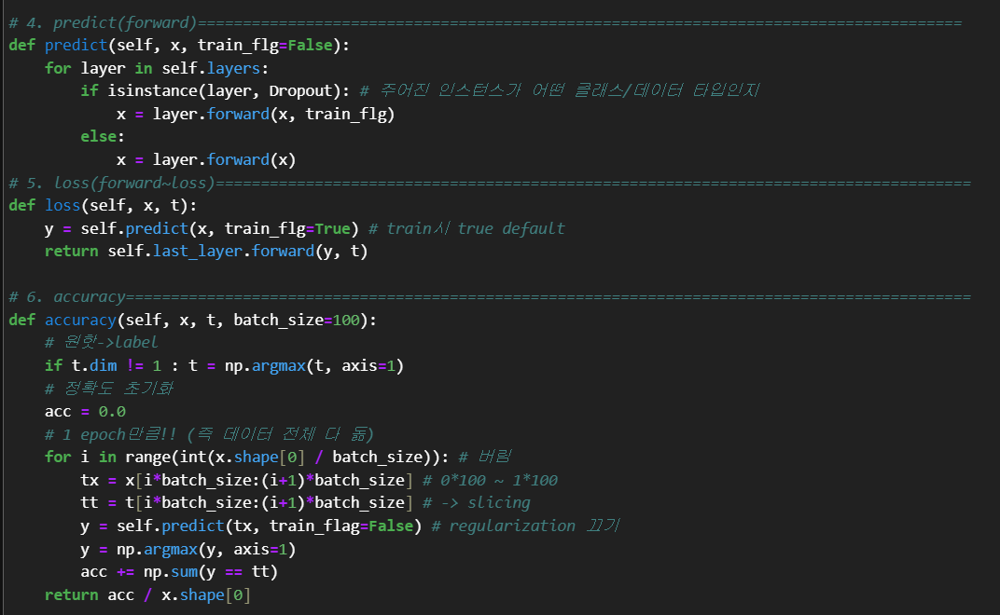 # 4. predict(forward)=====================================================================================
def predict(self, x, train_flg=False):
    for layer in self.layers:
        if isinstance(layer, Dropout): # 주어진 인스턴스가 어떤 클래스/데이터 타입인지
            x = layer.forward(x, train_flg)
        else:
            x = layer.forward(x)
# 5. loss(forward~loss)====================================================================================
def loss(self, x, t):
    y = self.predict(x, train_flg=True) # train시 true default
    return self.last_layer.forward(y, t)
# 6. accuracy==============================================================================================
def accuracy(self, x, t, batch_size=100):
    # 원핫->label
    if t.dim != 1 : t = np.argmax(t, axis=1)
    # 정확도 초기화
    acc = 0.0
    # 1 epoch만큼!! (즉 데이터 전체 다 돎)
    for i in range(int(x.shape[0] / batch_size)): # 버림
        tx = x[i*batch_size:(i+1)*batch_size] # 0*100 ~ 1*100
        tt = t[i*batch_size:(i+1)*batch_size] # -> slicing
        y = self.predict(tx, train_flag=False) # regularization 끄기
        y = np.argmax(y, axis=1)
        acc += np.sum(y == tt)
    return acc / x.shape[0]